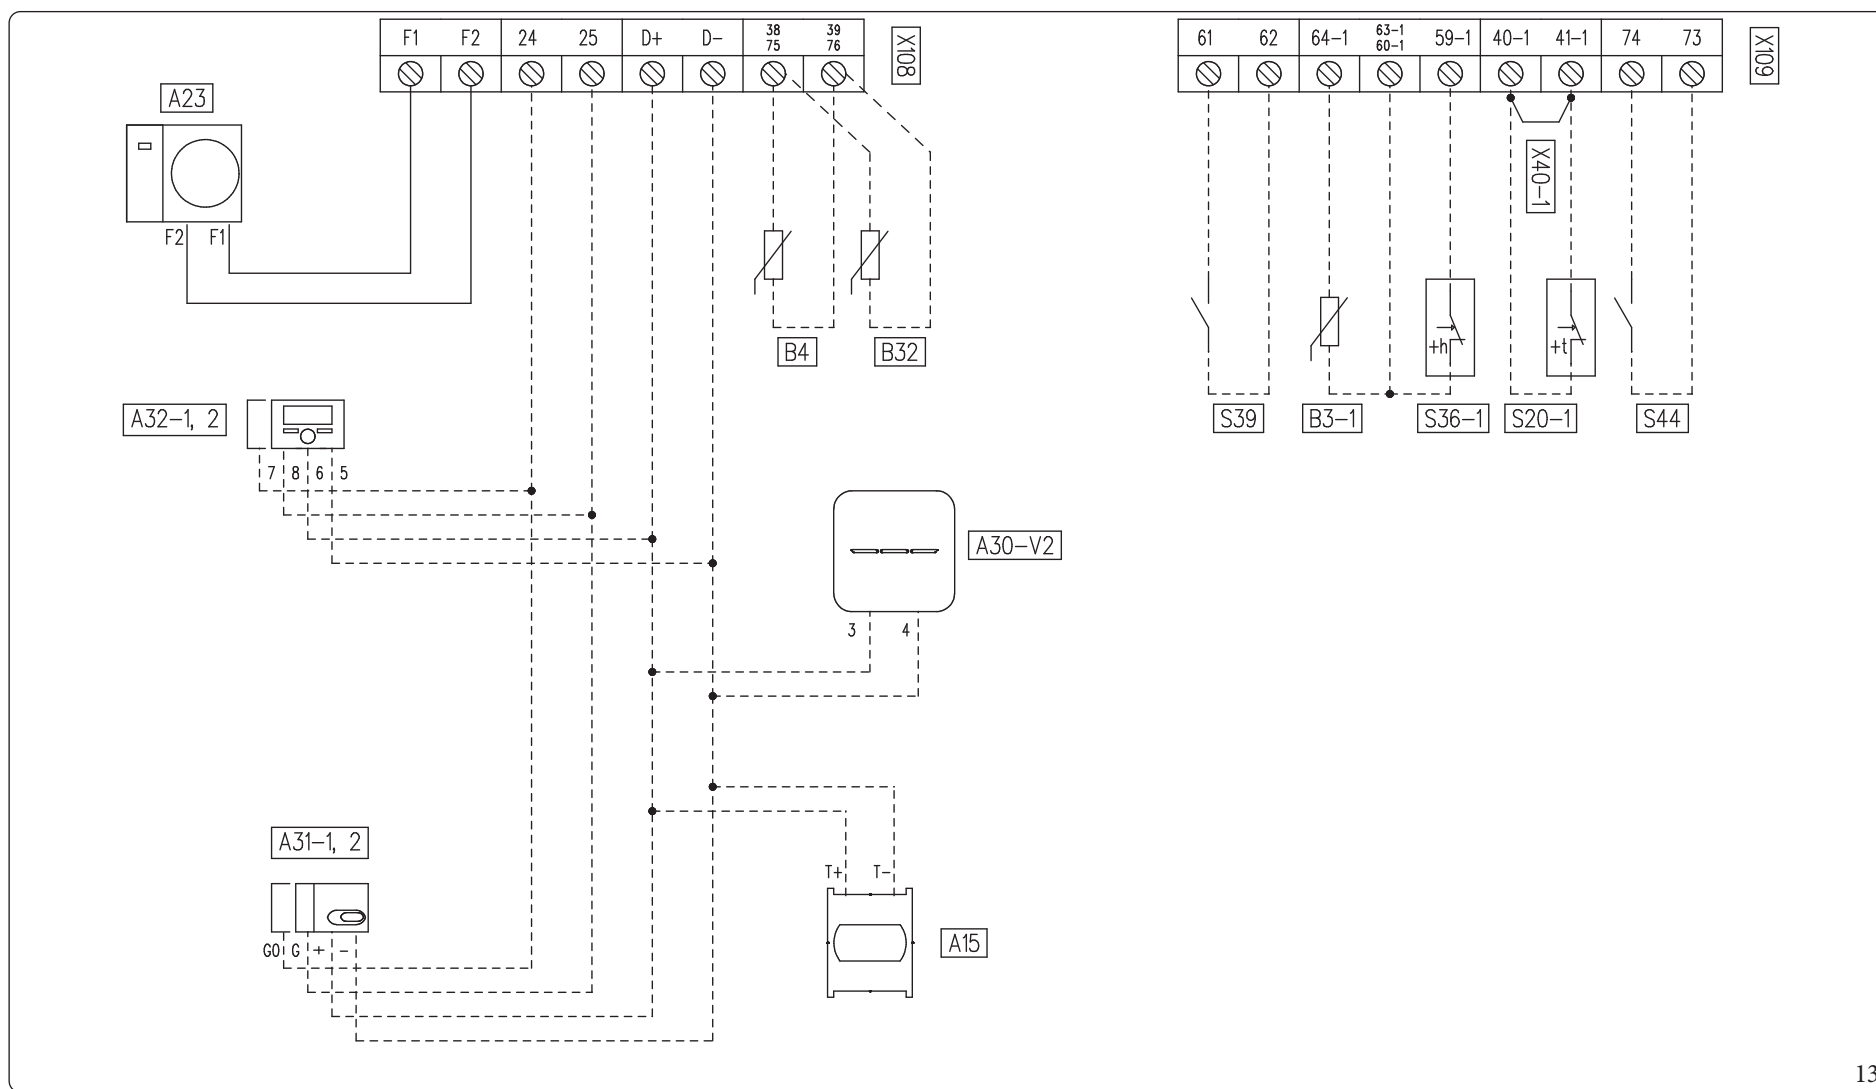 F1 F2 24 25 D+ D- 38 39
75 76
X108
61 62 64-1 63-1 59-1 40-1 41-1 74 73
60-1
X109
A23
F2 F1
X40-1
B4 B32
+h +t
A32-1, 2
S39 B3-1 S36-1 S20-1 S44
7 8 6 5
A30-V2
3 4
A31-1, 2
T+ T-
G0 G + -
A15
13